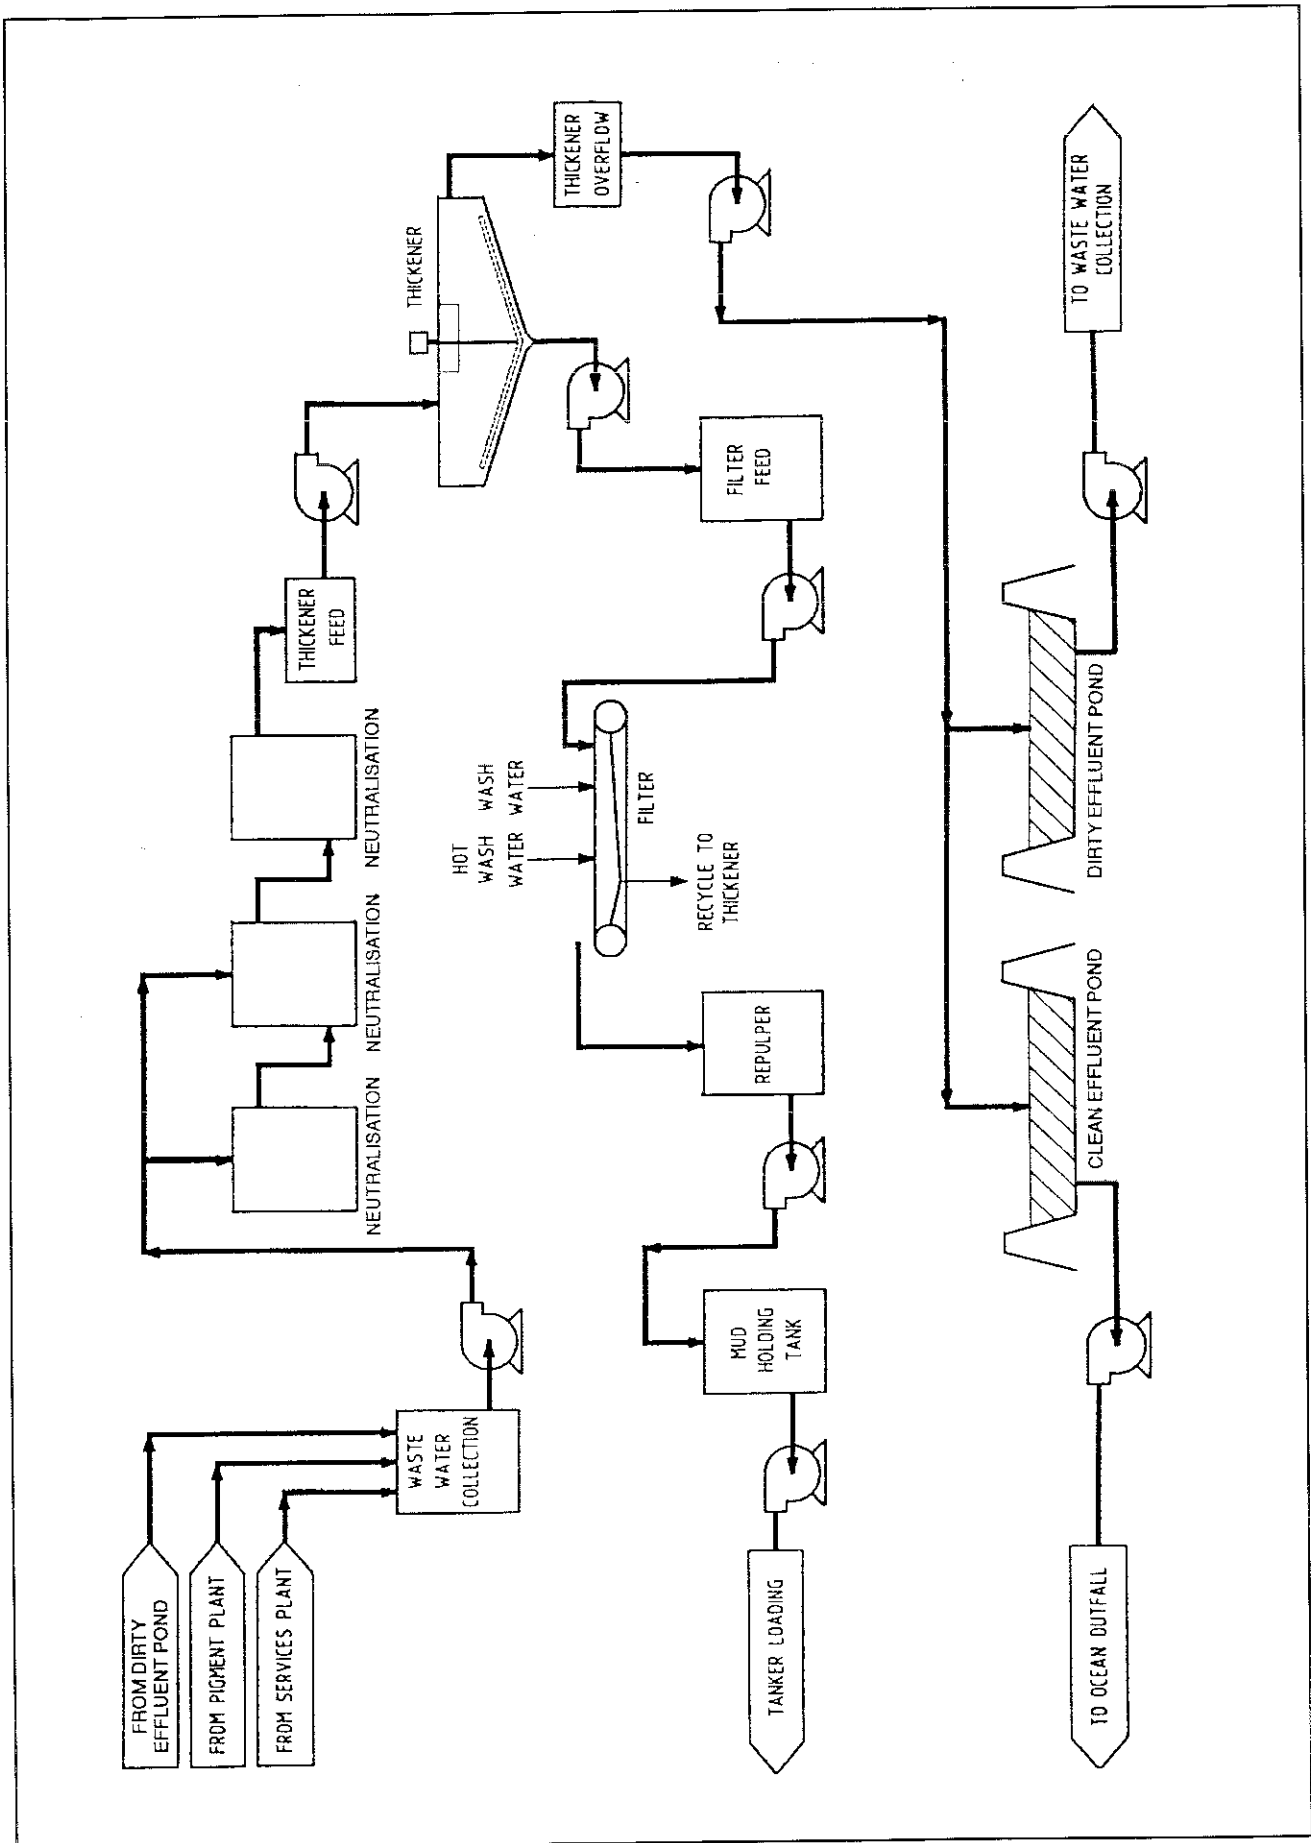 FROM DIRTY
EFFLUENT POND
FROM PIGMENT PLANT
FROM SERVICES PLANT
WASTE
WATER
COLLECTION
NEUTRALISATION
NEUTRALISATION
NEUTRALISATION
THICKENER
FEED
THICKENER
THICKENER
OVERFLOW
FILTER
FEED
HOT
WASH
WATER
WASH
WATER
FILTER
RECYCLE TO
THICKENER
REPULPER
MUD
HOLDING
TANK
TANKER LOADING
CLEAN EFFLUENT POND
DIRTY EFFLUENT POND
TO WASTE WATER
COLLECTION
TO OCEAN OUTFALL